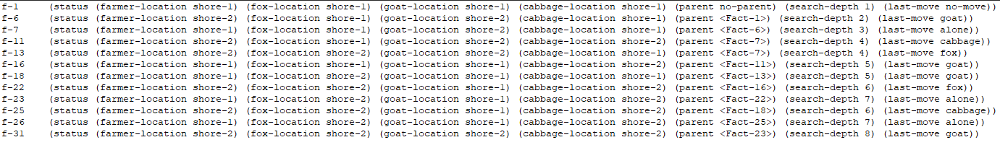 f-1 (status (farmer-location shore-1) (fox-location shore-1) (goat-location shore-1) (cabbage-location shore-1) (parent no-parent) (search-depth 1) (last-move no-move))
f-6 (status (farmer-location shore-2) (fox-location shore-1) (goat-location shore-2) (cabbage-location shore-1) (parent <Fact-1>) (search-depth 2) (last-move goat))
f-7 (status (farmer-location shore-1) (fox-location shore-1) (goat-location shore-2) (cabbage-location shore-1) (parent <Fact-6>) (search-depth 3) (last-move alone))
f-11 (status (farmer-location shore-2) (fox-location shore-1) (goat-location shore-2) (cabbage-location shore-2) (parent <Fact-7>) (search-depth 4) (last-move cabbage))
f-13 (status (farmer-location shore-2) (fox-location shore-2) (goat-location shore-2) (cabbage-location shore-1) (parent <Fact-7>) (search-depth 4) (last-move fox))
f-16 (status (farmer-location shore-1) (fox-location shore-1) (goat-location shore-1) (cabbage-location shore-2) (parent <Fact-11>) (search-depth 5) (last-move goat))
f-18 (status (farmer-location shore-1) (fox-location shore-2) (goat-location shore-1) (cabbage-location shore-1) (parent <Fact-13>) (search-depth 5) (last-move goat))
f-22 (status (farmer-location shore-2) (fox-location shore-2) (goat-location shore-1) (cabbage-location shore-2) (parent <Fact-16>) (search-depth 6) (last-move fox))
f-23 (status (farmer-location shore-1) (fox-location shore-2) (goat-location shore-1) (cabbage-location shore-2) (parent <Fact-22>) (search-depth 7) (last-move alone))
f-25 (status (farmer-location shore-2) (fox-location shore-2) (goat-location shore-1) (cabbage-location shore-2) (parent <Fact-18>) (search-depth 6) (last-move cabbage))
f-26 (status (farmer-location shore-1) (fox-location shore-2) (goat-location shore-1) (cabbage-location shore-2) (parent <Fact-25>) (search-depth 7) (last-move alone))
f-31 (status (farmer-location shore-2) (fox-location shore-2) (goat-location shore-2) (cabbage-location shore-2) (parent <Fact-23>) (search-depth 8) (last-move goat))